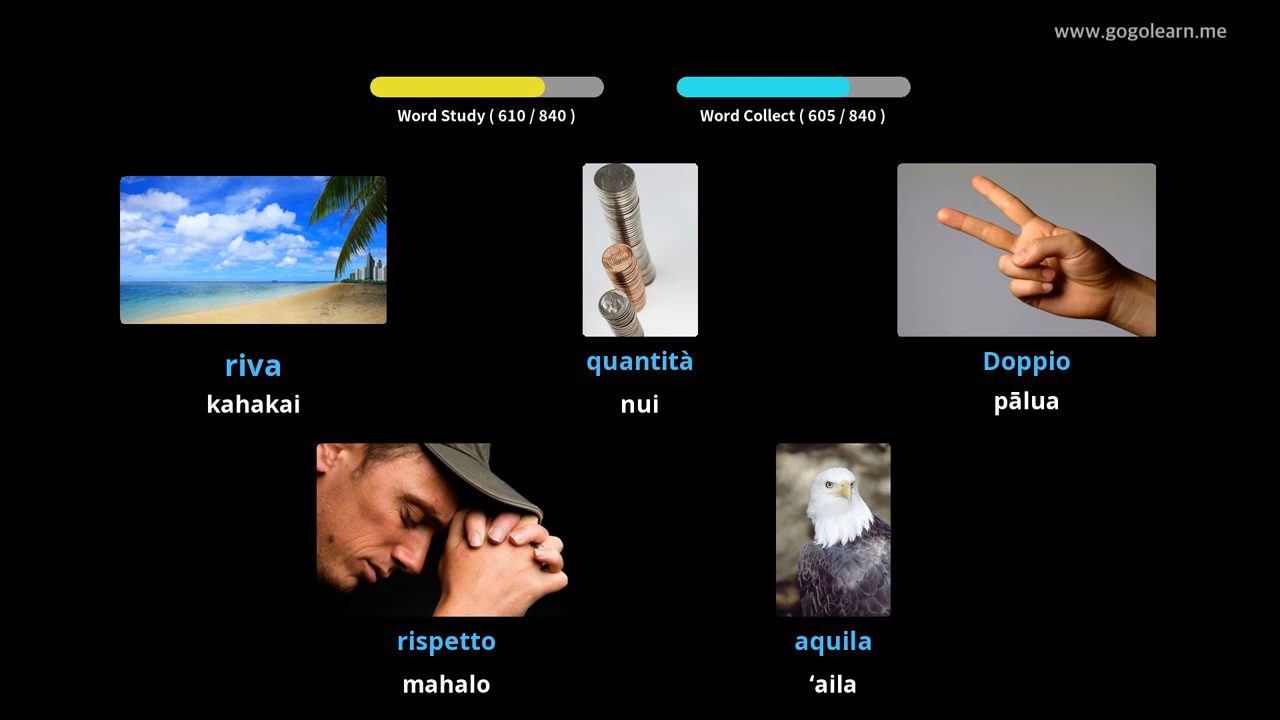 www.gogolearn.me
Word Study ( 610 / 840 )
Word Collect ( 605 / 840 )
riva
kahakai
quantità
nui
Doppio
pālua
rispetto
mahalo
aquila
ʻaila